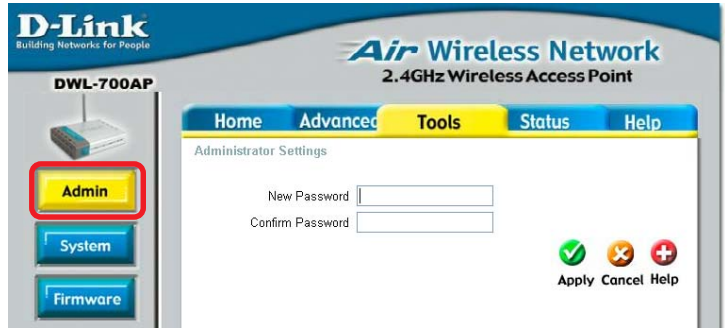 D-Link
Building Networks for People
Air Wireless Network
2.4GHz Wireless Access Point
DWL-700AP
Home Advanced Tools Status Help
Administrator Settings
Admin
New Password
Confirm Password
System
Apply Cancel Help
Firmware